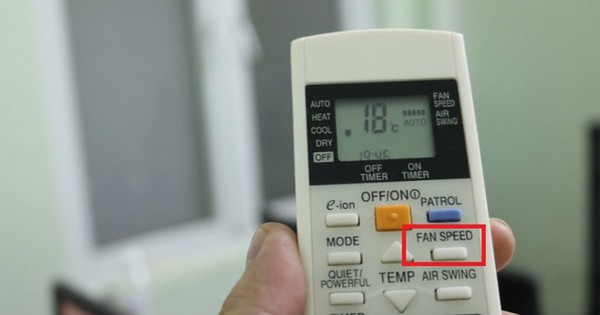 AUTO
HEAT
COOL
DRY
OFF
18°C
AUTO
FAN SPEED
AIR SWING
OFF TIMER
ON TIMER
OFF/ON
e-ion
PATROL
MODE
FAN SPEED
QUIET/
POWERFUL
TEMP
AIR SWING